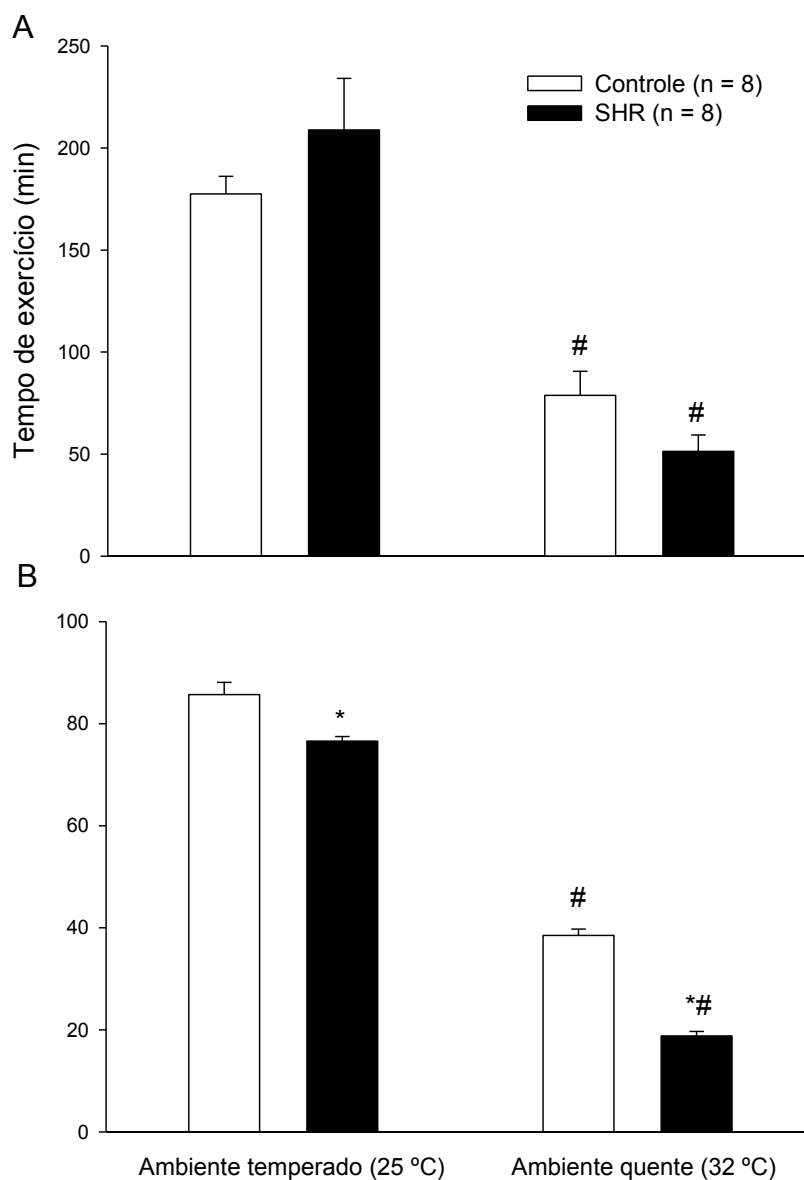 A
250
200
150
100
50
0
Tempo de exercício (min)
Controle (n = 8)
SHR (n = 8)
#
#
B
100
80
60
40
20
0
*
#
*#
Ambiente temperado (25 ºC)
Ambiente quente (32 ºC)